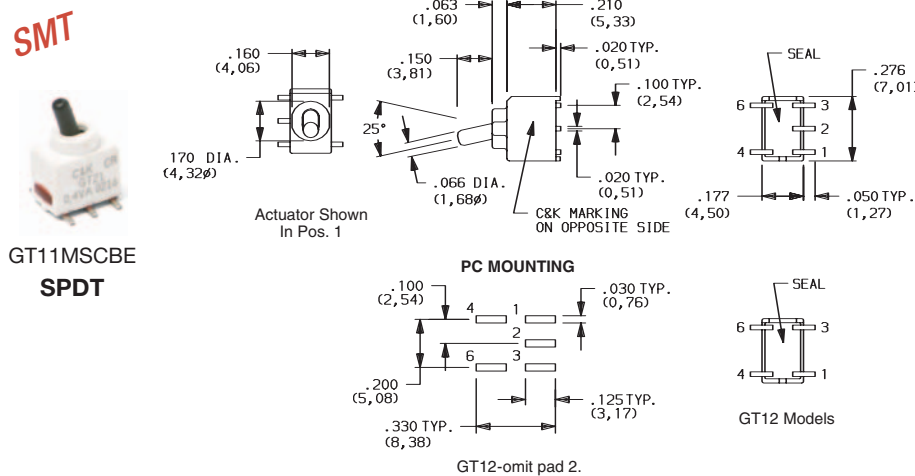 SMT
C&K
GT21
0.4VA
GT11MSCBE
SPDT
.160
(4,06)
170 DIA.
(4,32ø)
Actuator Shown
In Pos. 1
.063
(1,60)
.210
(5,33)
.150
(3,81)
.020 TYP.
(0,51)
.100 TYP.
(2,54)
25°
.066 DIA.
(1,68ø)
.020 TYP.
(0,51)
C&K MARKING
ON OPPOSITE SIDE
SEAL
.276
(7,01)
6
3
2
4
1
.177
(4,50)
.050 TYP.
(1,27)
PC MOUNTING
.100
(2,54)
.030 TYP.
(0,76)
4
1
2
6
3
.200
(5,08)
.125 TYP.
(3,17)
.330 TYP.
(8,38)
GT12-omit pad 2.
SEAL
6
3
4
1
GT12 Models